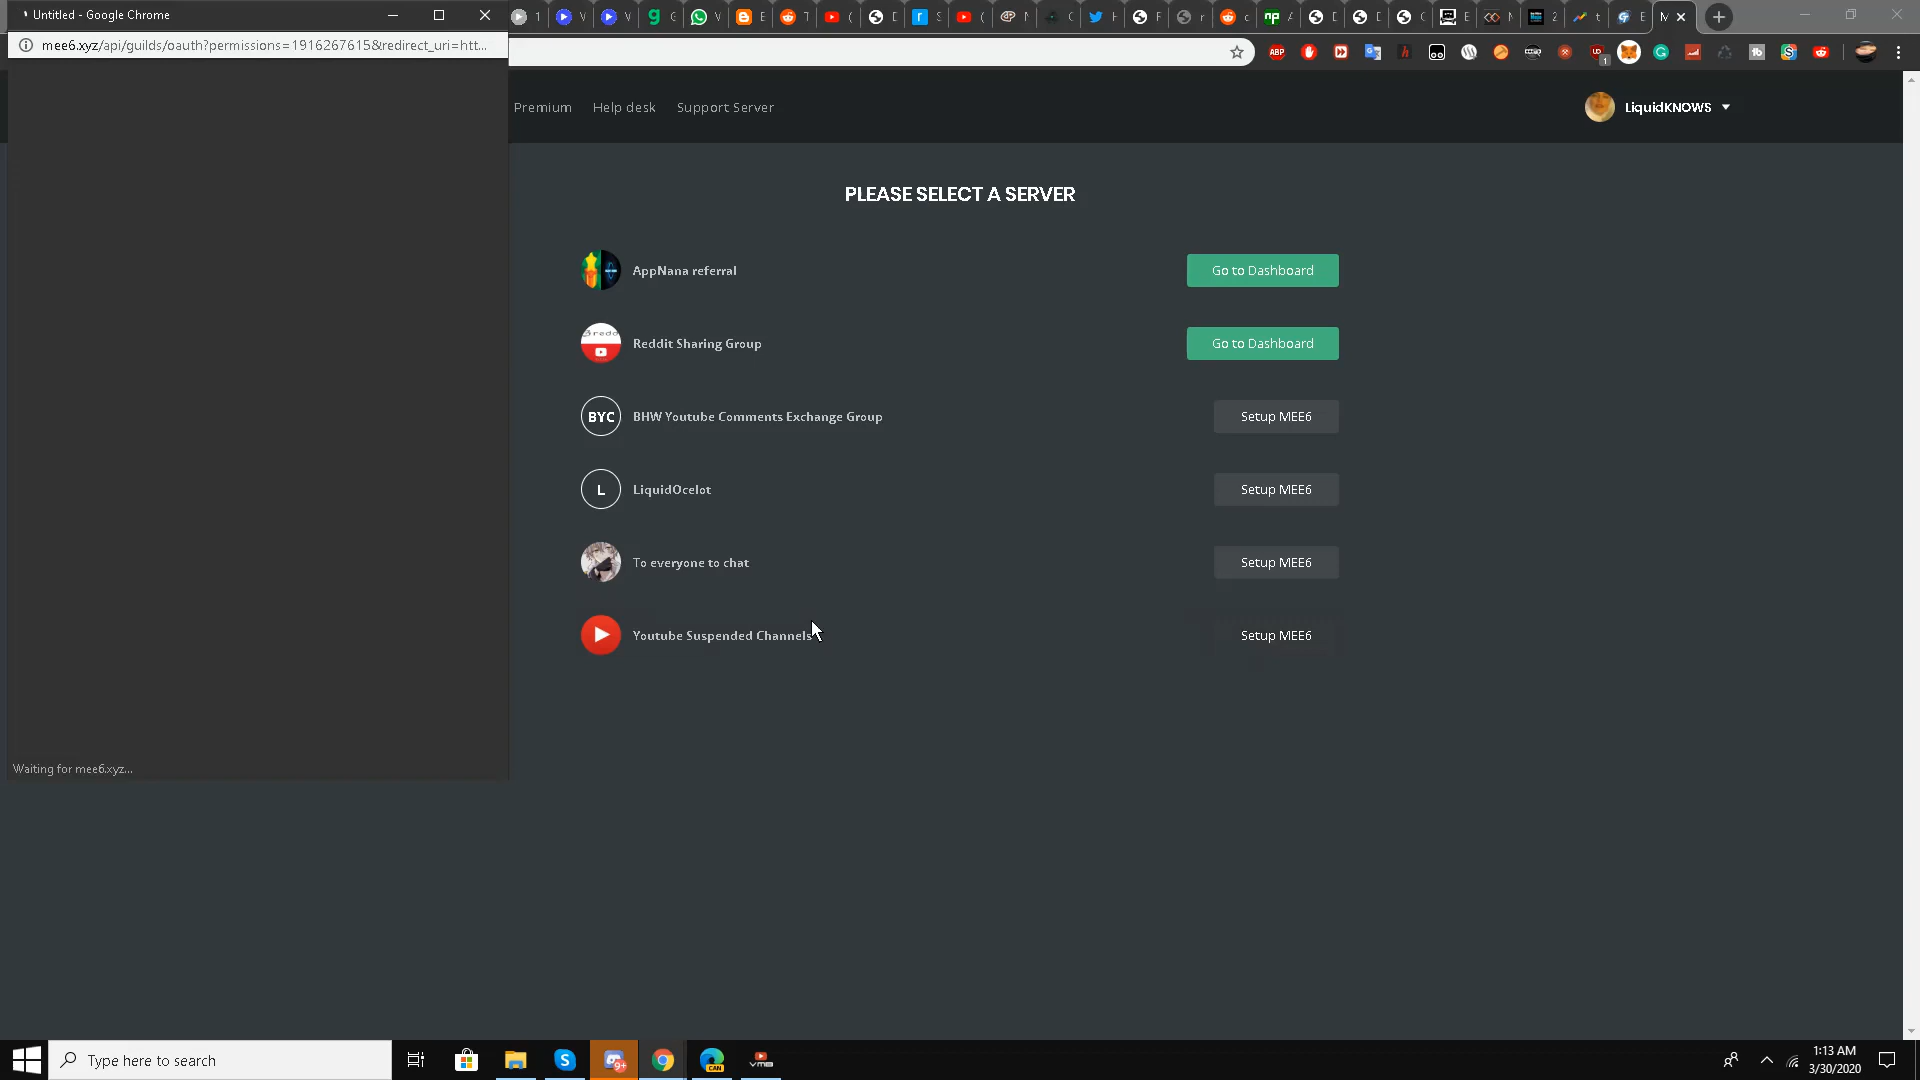 Untitled - Google Chrome
mee6.xyz/api/guilds/oauth?permissions=1916267615&redirect_uri=htt...
Premium
Help desk
Support Server
LiquidKNOWS
PLEASE SELECT A SERVER
AppNana referral
Go to Dashboard
Reddit Sharing Group
Go to Dashboard
BYC
BHW Youtube Comments Exchange Group
Setup MEE6
L
LiquidOcelot
Setup MEE6
To everyone to chat
Setup MEE6
Youtube Suspended Channels
Setup MEE6
Waiting for mee6.xyz...
Type here to search
9+
CAN
1:13 AM
3/30/2020